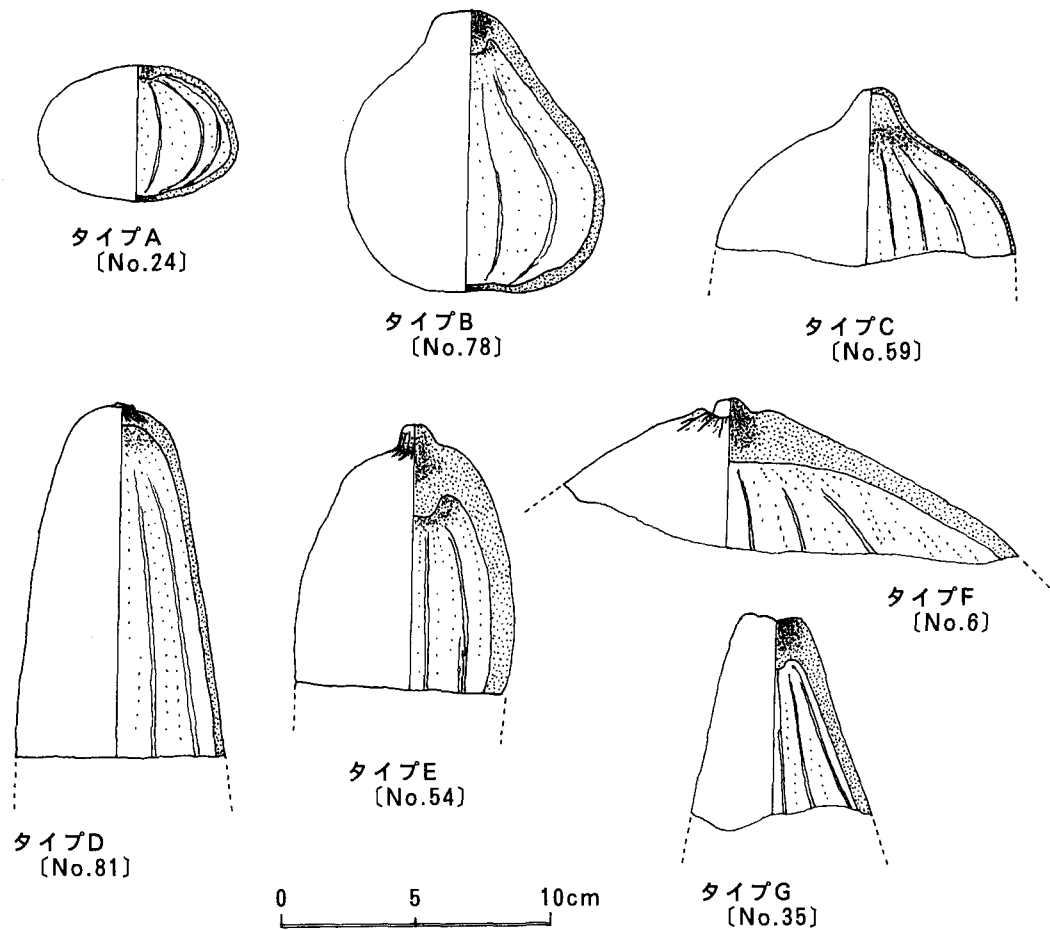 タイプA
〔No.24〕
タイプB
〔No.78〕
タイプC
〔No.59〕
タイプD
〔No.81〕
タイプE
〔No.54〕
タイプF
〔No.6〕
タイプG
〔No.35〕
0 5 10cm